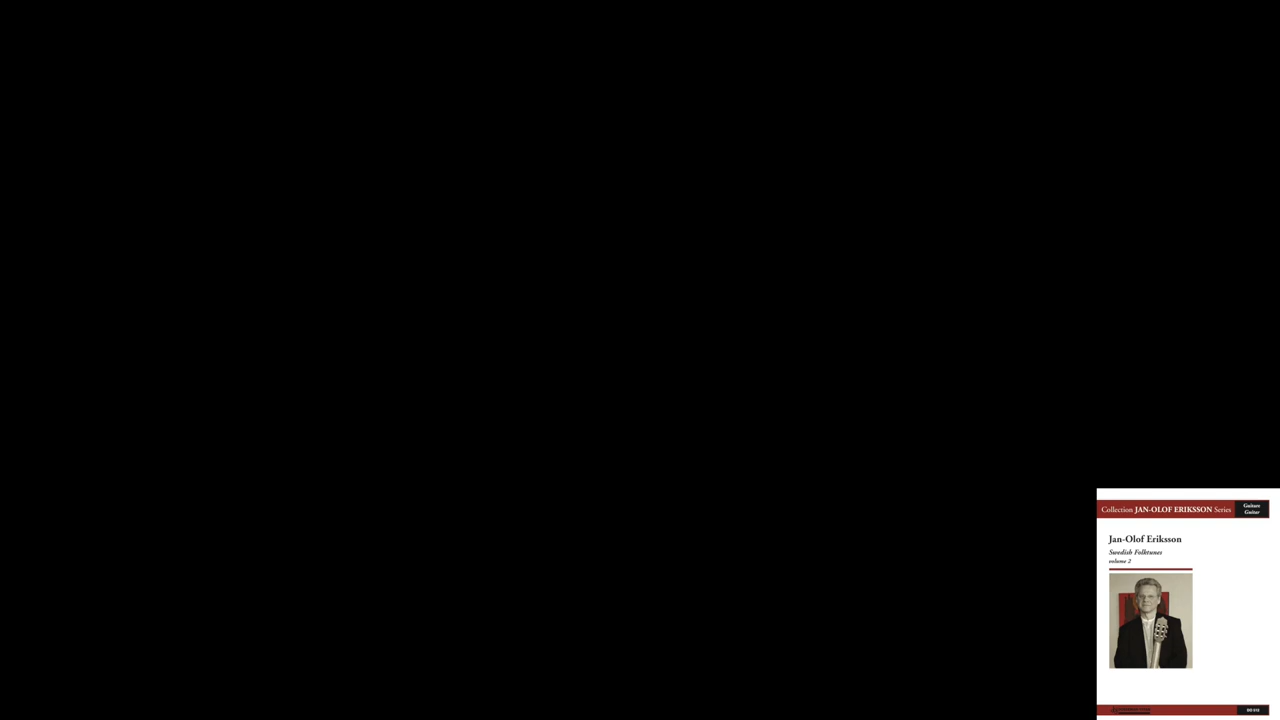 Collection JAN-OLOF ERIKSSON Series
Guitare
Guitar
Jan-Olof Eriksson
Swedish Folktunes
volume 2